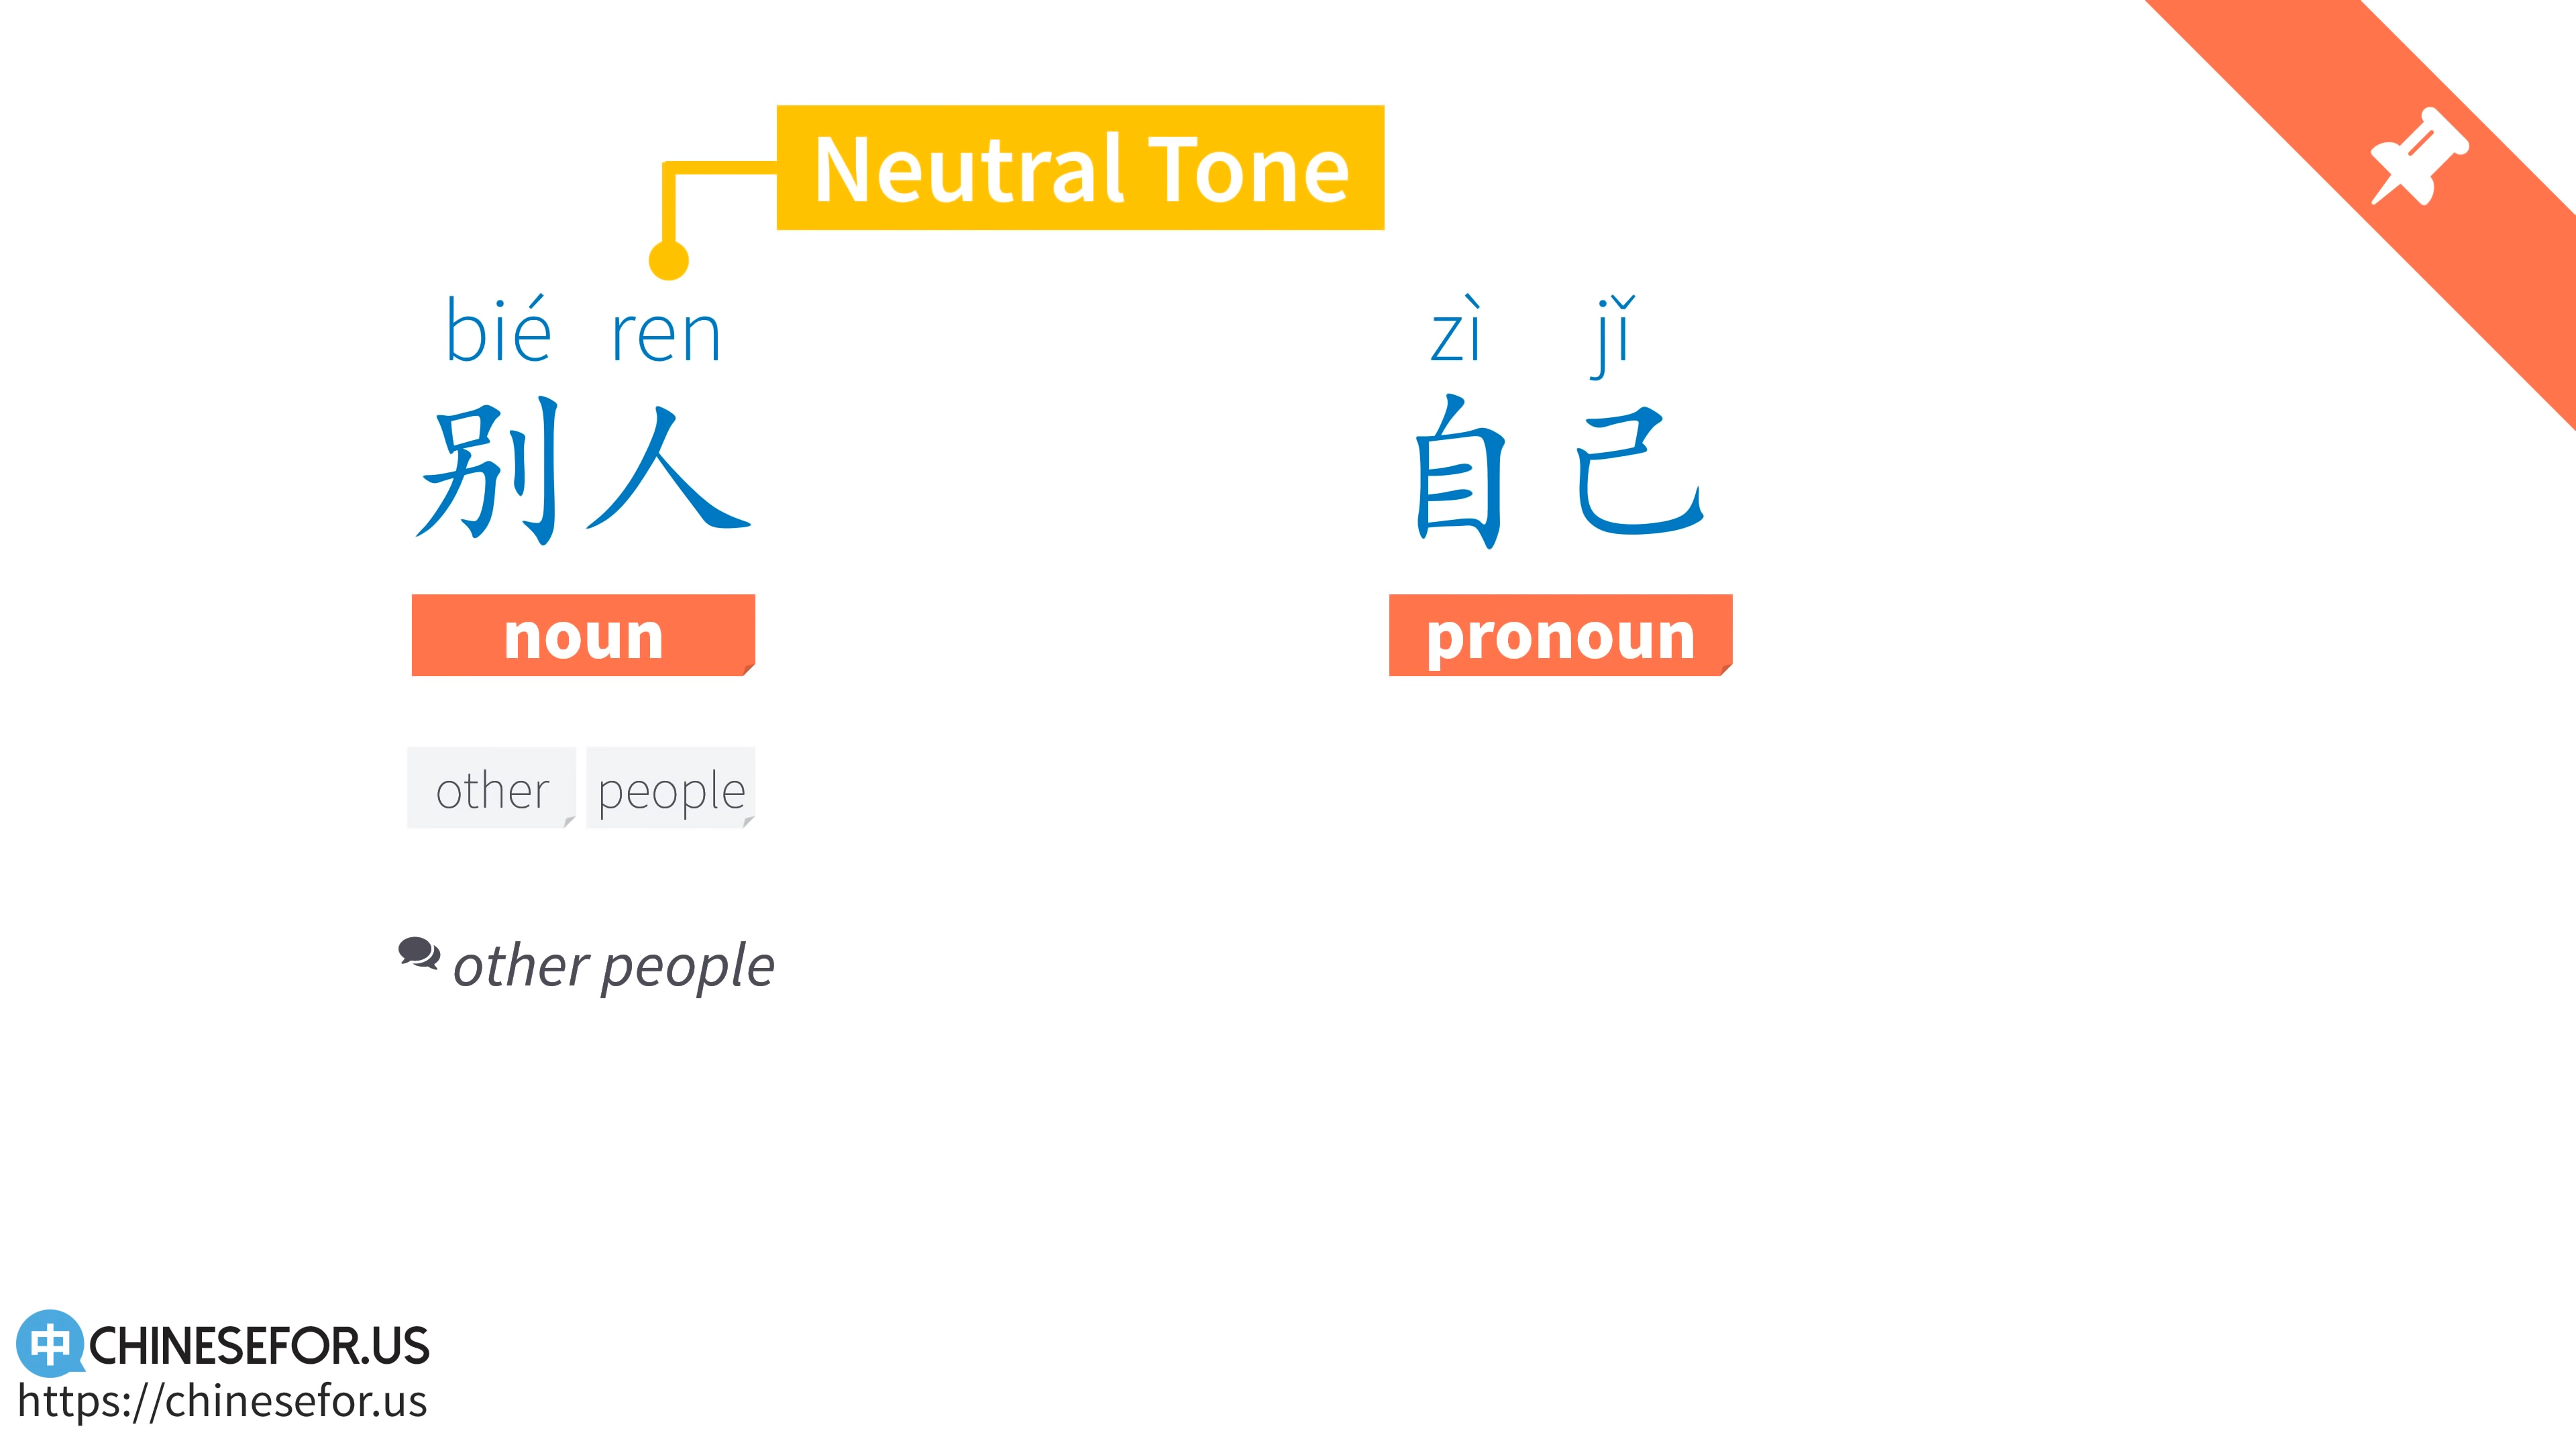 Neutral Tone
bié ren
别人
noun
other people
other people
zì jǐ
自己
pronoun
中 CHINESEFOR.US
https://chinesefor.us